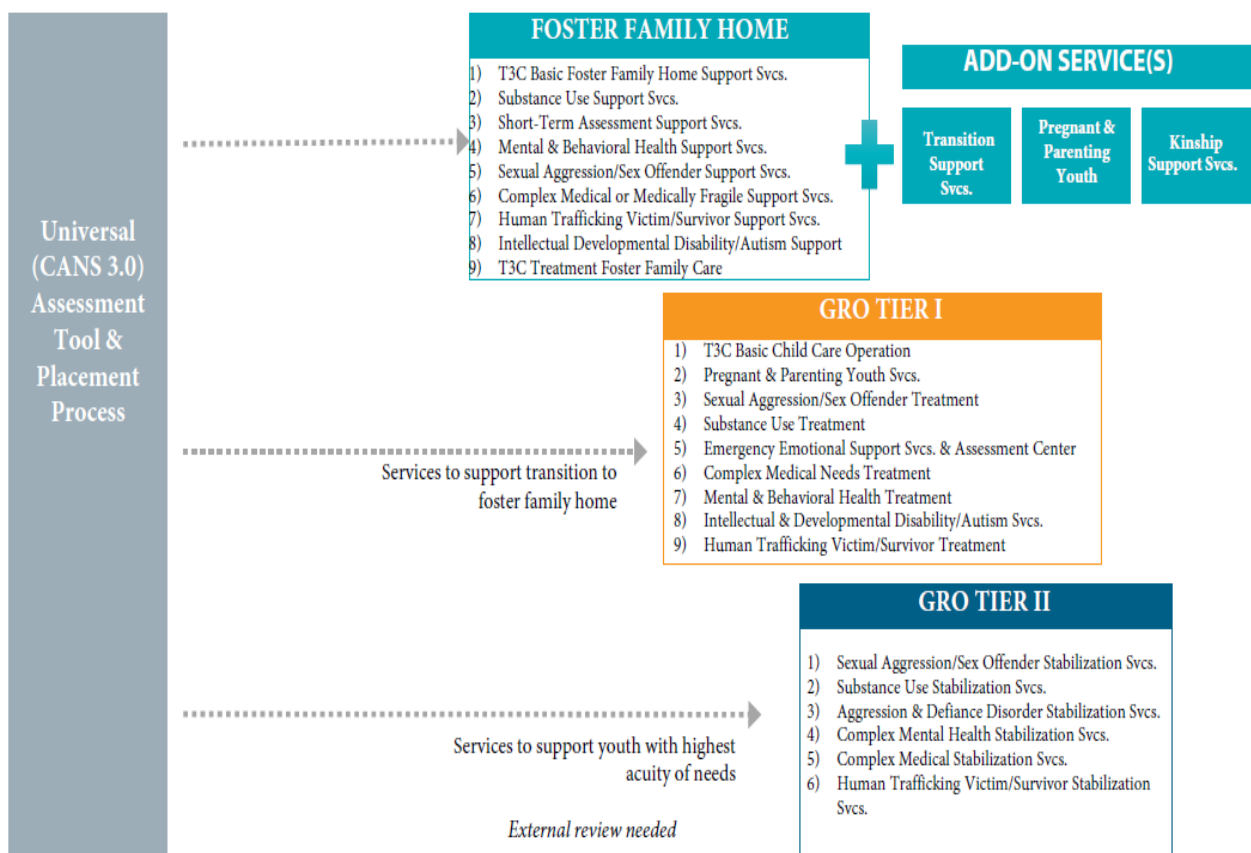 Universal
(CANS 3.0)
Assessment
Tool &
Placement
Process
FOSTER FAMILY HOME
1) T3C Basic Foster Family Home Support Svcs.
2) Substance Use Support Svcs.
3) Short-Term Assessment Support Svcs.
4) Mental & Behavioral Health Support Svcs.
5) Sexual Aggression/Sex Offender Support Svcs.
6) Complex Medical or Medically Fragile Support Svcs.
7) Human Trafficking Victim/Survivor Support Svcs.
8) Intellectual Developmental Disability/Autism Support
9) T3C Treatment Foster Family Care
ADD-ON SERVICE(S)
Transition
Support
Svcs.
Pregnant &
Parenting
Youth
Kinship
Support Svcs.
Services to support transition to
foster family home
GRO TIER I
1) T3C Basic Child Care Operation
2) Pregnant & Parenting Youth Svcs.
3) Sexual Aggression/Sex Offender Treatment
4) Substance Use Treatment
5) Emergency Emotional Support Svcs. & Assessment Center
6) Complex Medical Needs Treatment
7) Mental & Behavioral Health Treatment
8) Intellectual & Developmental Disability/Autism Svcs.
9) Human Trafficking Victim/Survivor Treatment
Services to support youth with highest
acuity of needs
External review needed
GRO TIER II
1) Sexual Aggression/Sex Offender Stabilization Svcs.
2) Substance Use Stabilization Svcs.
3) Aggression & Defiance Disorder Stabilization Svcs.
4) Complex Mental Health Stabilization Svcs.
5) Complex Medical Stabilization Svcs.
6) Human Trafficking Victim/Survivor Stabilization
Svcs.